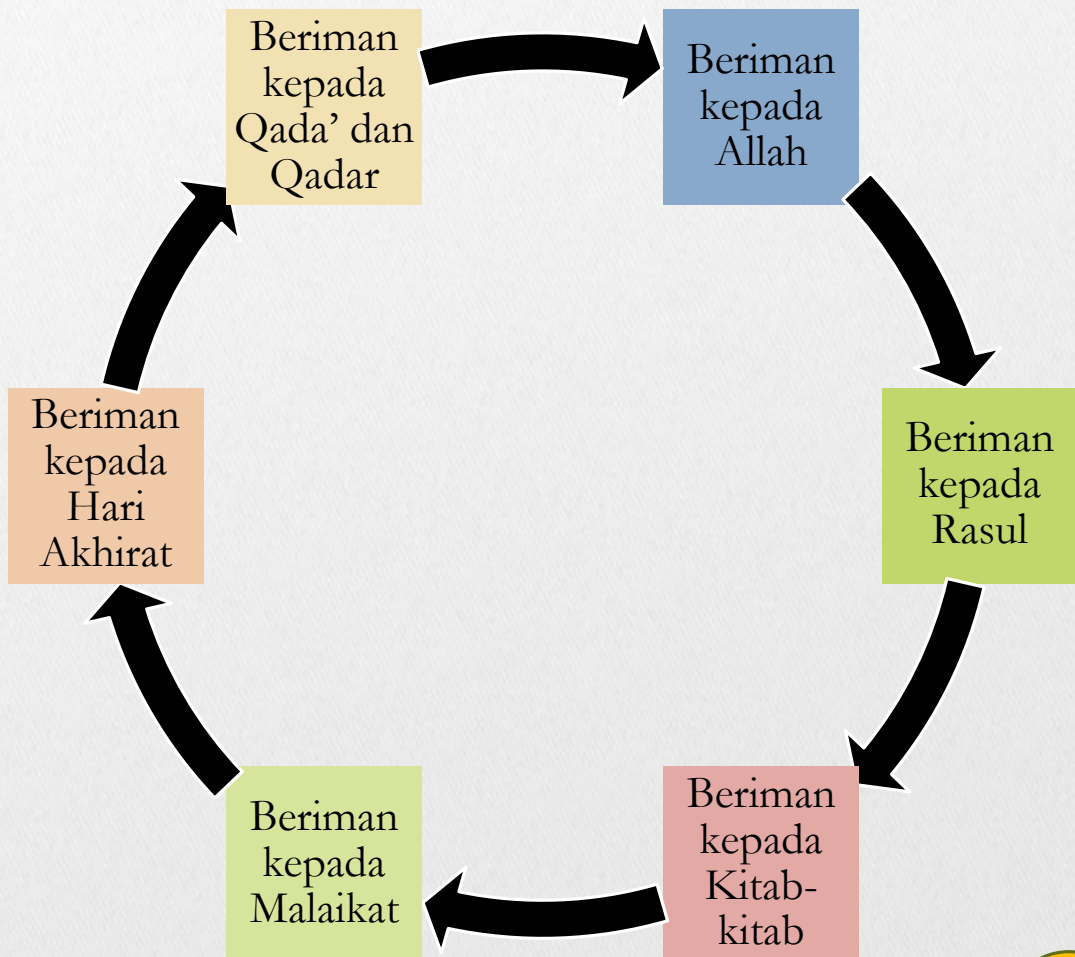 Beriman
kepada
Allah
Beriman
kepada
Rasul
Beriman
kepada
Kitab-
kitab
Beriman
kepada
Malaikat
Beriman
kepada
Hari
Akhirat
Beriman
kepada
Qada’ dan
Qadar